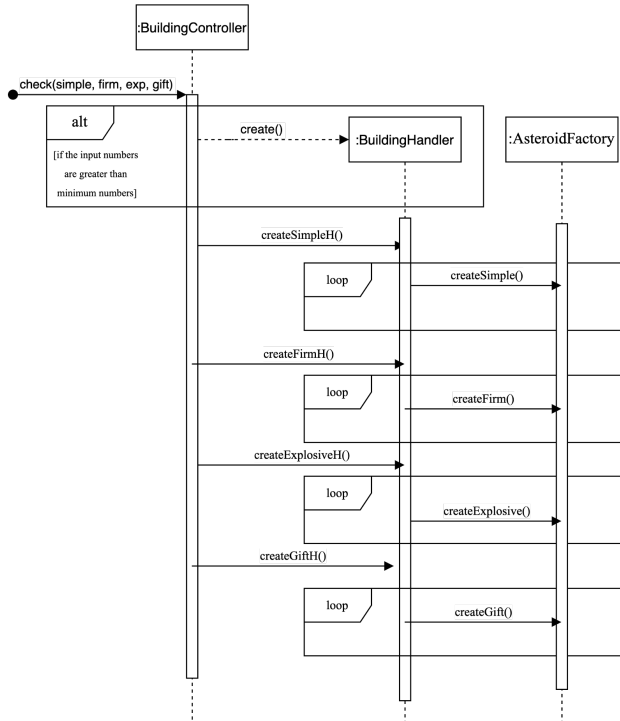 :BuildingController
check(simple, firm, exp, gift)
alt
create()
:BuildingHandler
:AsteroidFactory
[if the input numbers
are greater than
minimum numbers]
createSimpleH()
loop
createSimple()
createFirmH()
loop
createFirm()
createExplosiveH()
loop
createExplosive()
createGiftH()
loop
createGift()